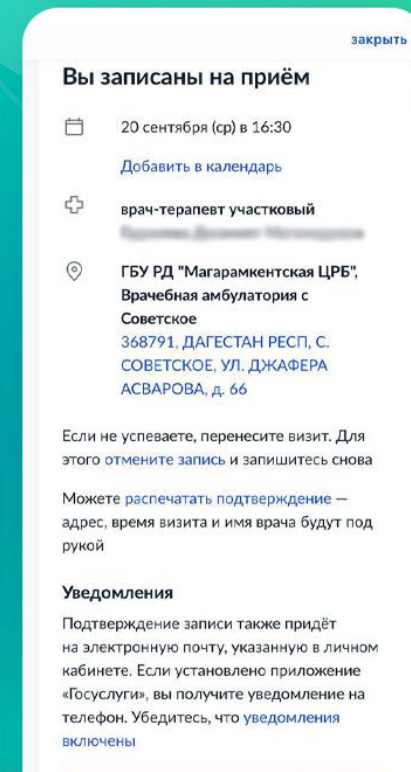 закрыть
Вы записаны на приём
20 сентября (ср) в 16:30
Добавить в календарь
врач-терапевт участковый
ГБУ РД "Магарамкентская ЦРБ",
Врачебная амбулатория с
Советское
368791, ДАГЕСТАН РЕСП, С.
СОВЕТСКОЕ, УЛ. ДЖАФЕРА
АСВАРОВА, д. 66
Если не успеваете, перенесите визит. Для
этого отмените запись и запишитесь снова
Можете распечатать подтверждение —
адрес, время визита и имя врача будут под
рукой
Уведомления
Подтверждение записи также придёт
на электронную почту, указанную в личном
кабинете. Если установлено приложение
«Госуслуги», вы получите уведомление на
телефон. Убедитесь, что уведомления
включены